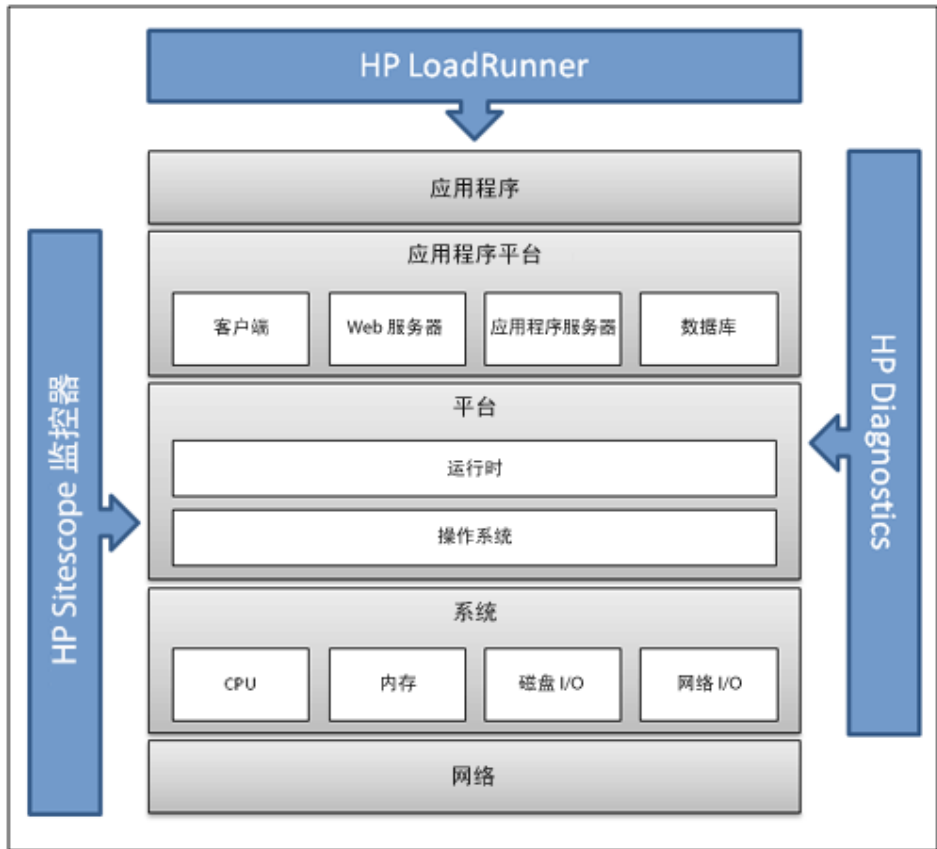 HP LoadRunner
应用程序
应用程序平台
客户端
Web 服务器
应用程序服务器
数据库
平台
运行时
操作系统
系统
CPU
内存
磁盘 I/O
网络 I/O
网络
HP Sitescope 监控器
HP Diagnostics